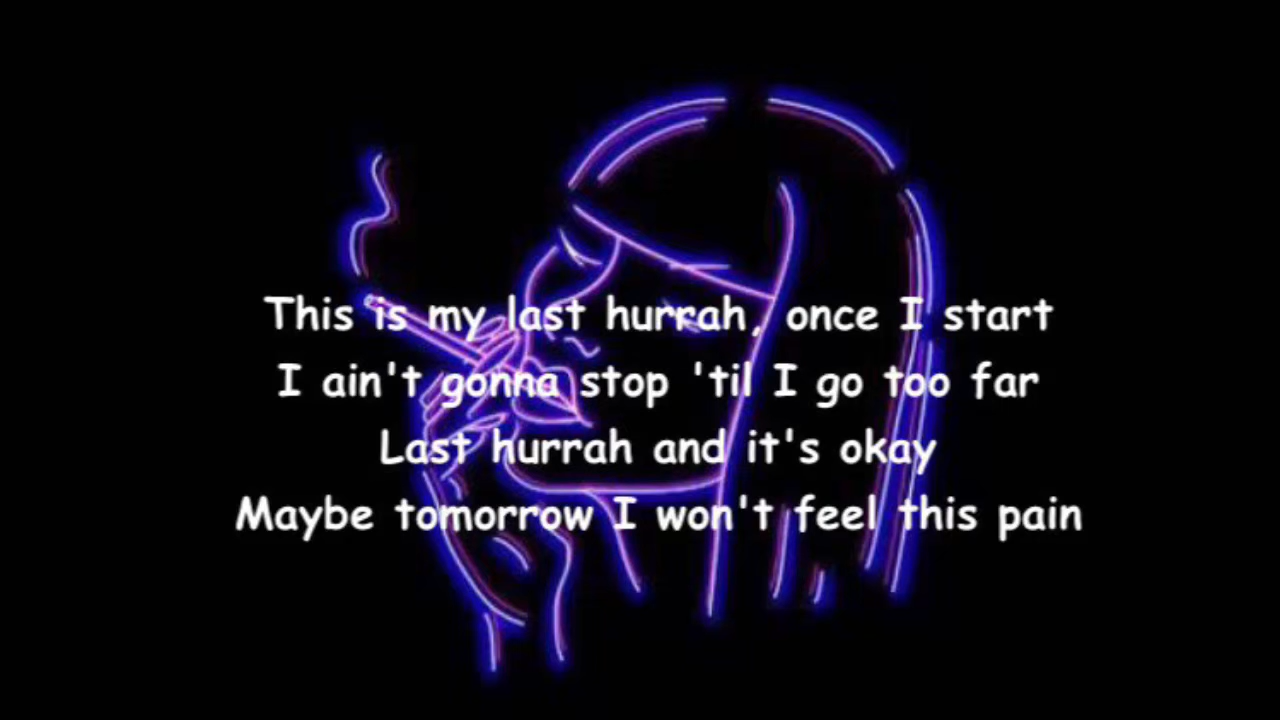 This is my last hurrah, once I start
I ain't gonna stop 'til I go too far
Last hurrah and it's okay
Maybe tomorrow I won't feel this pain